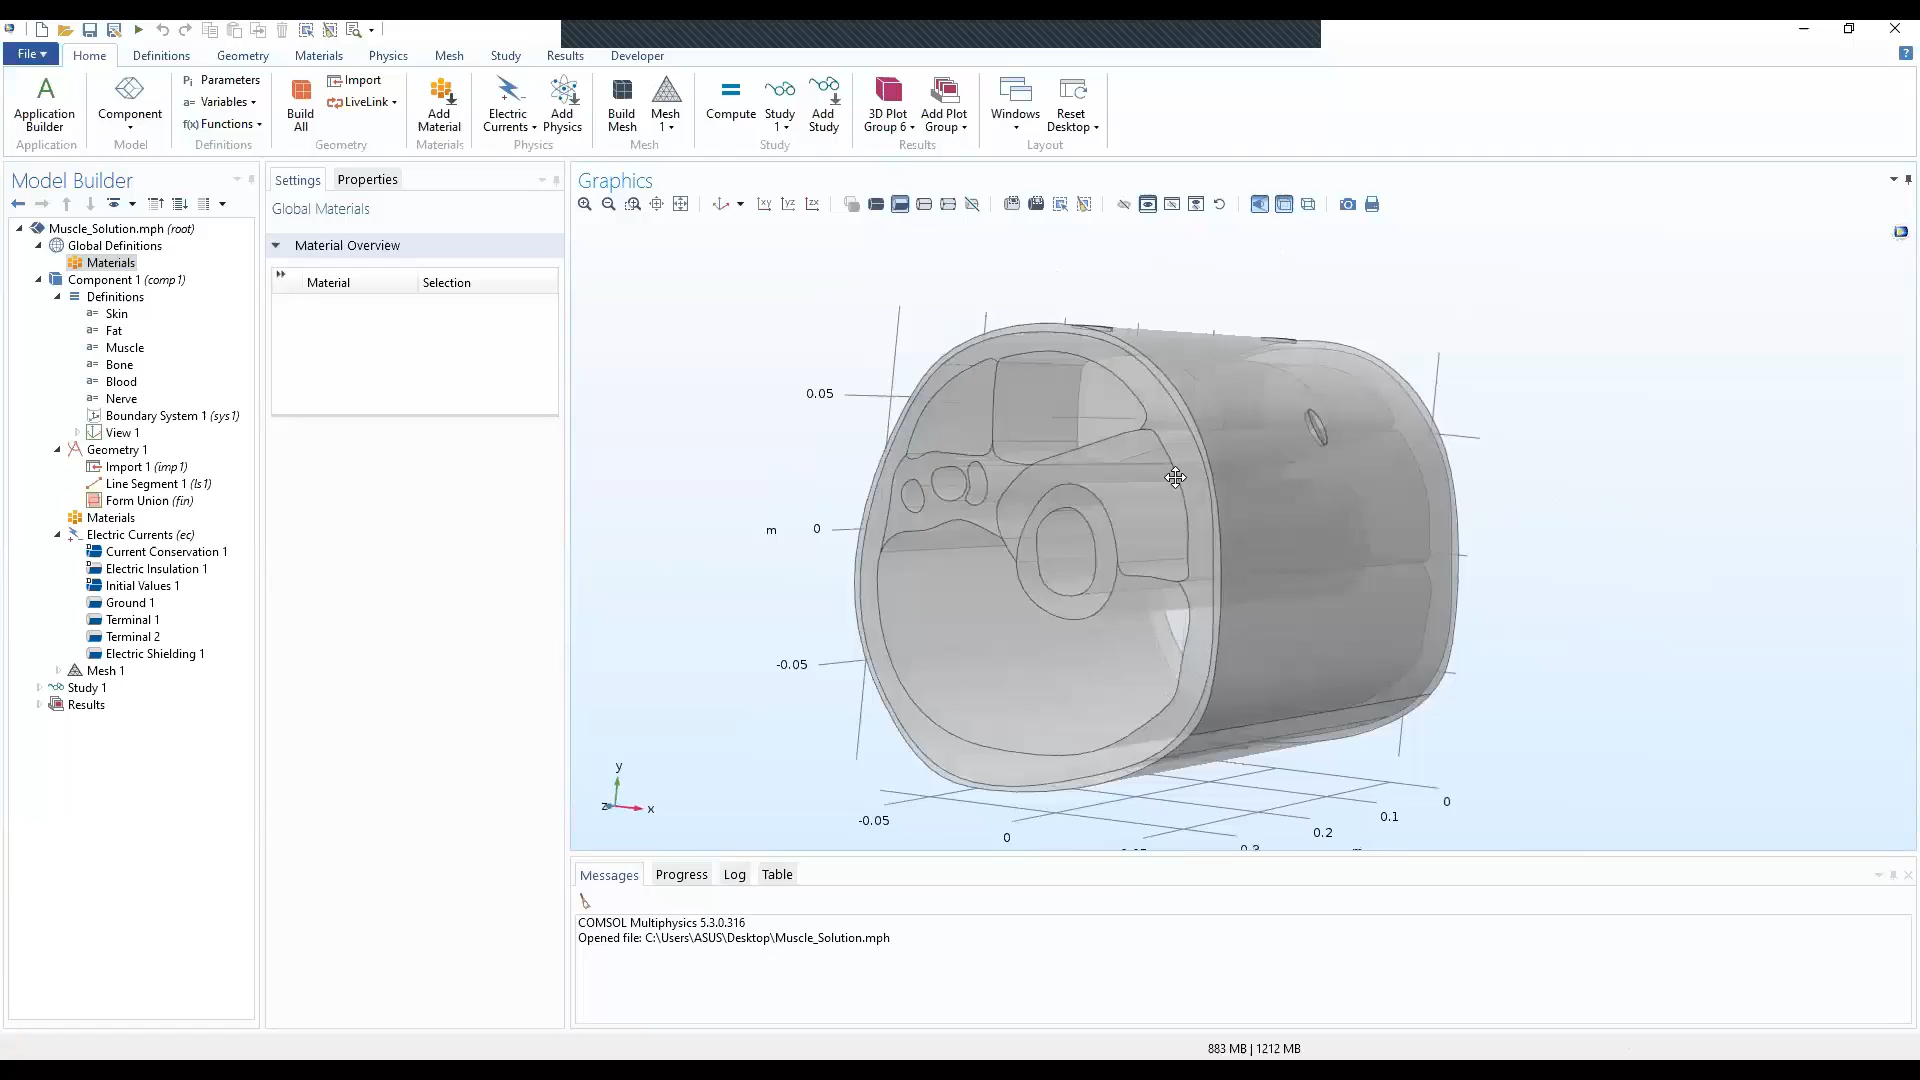 File
Home
Definitions
Geometry
Materials
Physics
Mesh
Study
Results
Developer
Application Builder
Application
Component
Model
Pi Parameters
a= Variables
f(x) Functions
Definitions
Build All
Import
LiveLink
Geometry
Add Material
Materials
Electric Currents
Add Physics
Physics
Build Mesh
Mesh 1
Mesh
Compute
Study 1
Add Study
Study
3D Plot Group 6
Add Plot Group
Results
Windows
Reset Desktop
Layout
Model Builder
Muscle_Solution.mph (root)
Global Definitions
Materials
Component 1 (comp1)
Definitions
a= Skin
a= Fat
a= Muscle
a= Bone
a= Blood
a= Nerve
Boundary System 1 (sys1)
View 1
Geometry 1
Import 1 (imp1)
Line Segment 1 (ls1)
Form Union (fin)
Materials
Electric Currents (ec)
Current Conservation 1
Electric Insulation 1
Initial Values 1
Ground 1
Terminal 1
Terminal 2
Electric Shielding 1
Mesh 1
Study 1
Results
Settings
Properties
Global Materials
Material Overview
Material
Selection
Graphics
xy
yz
zx
0.05
m
0
-0.05
y
z
x
-0.05
0
0.1
0.2
0
Messages
Progress
Log
Table
COMSOL Multiphysics 5.3.0.316
Opened file: C:\Users\ASUS\Desktop\Muscle_Solution.mph
883 MB | 1212 MB